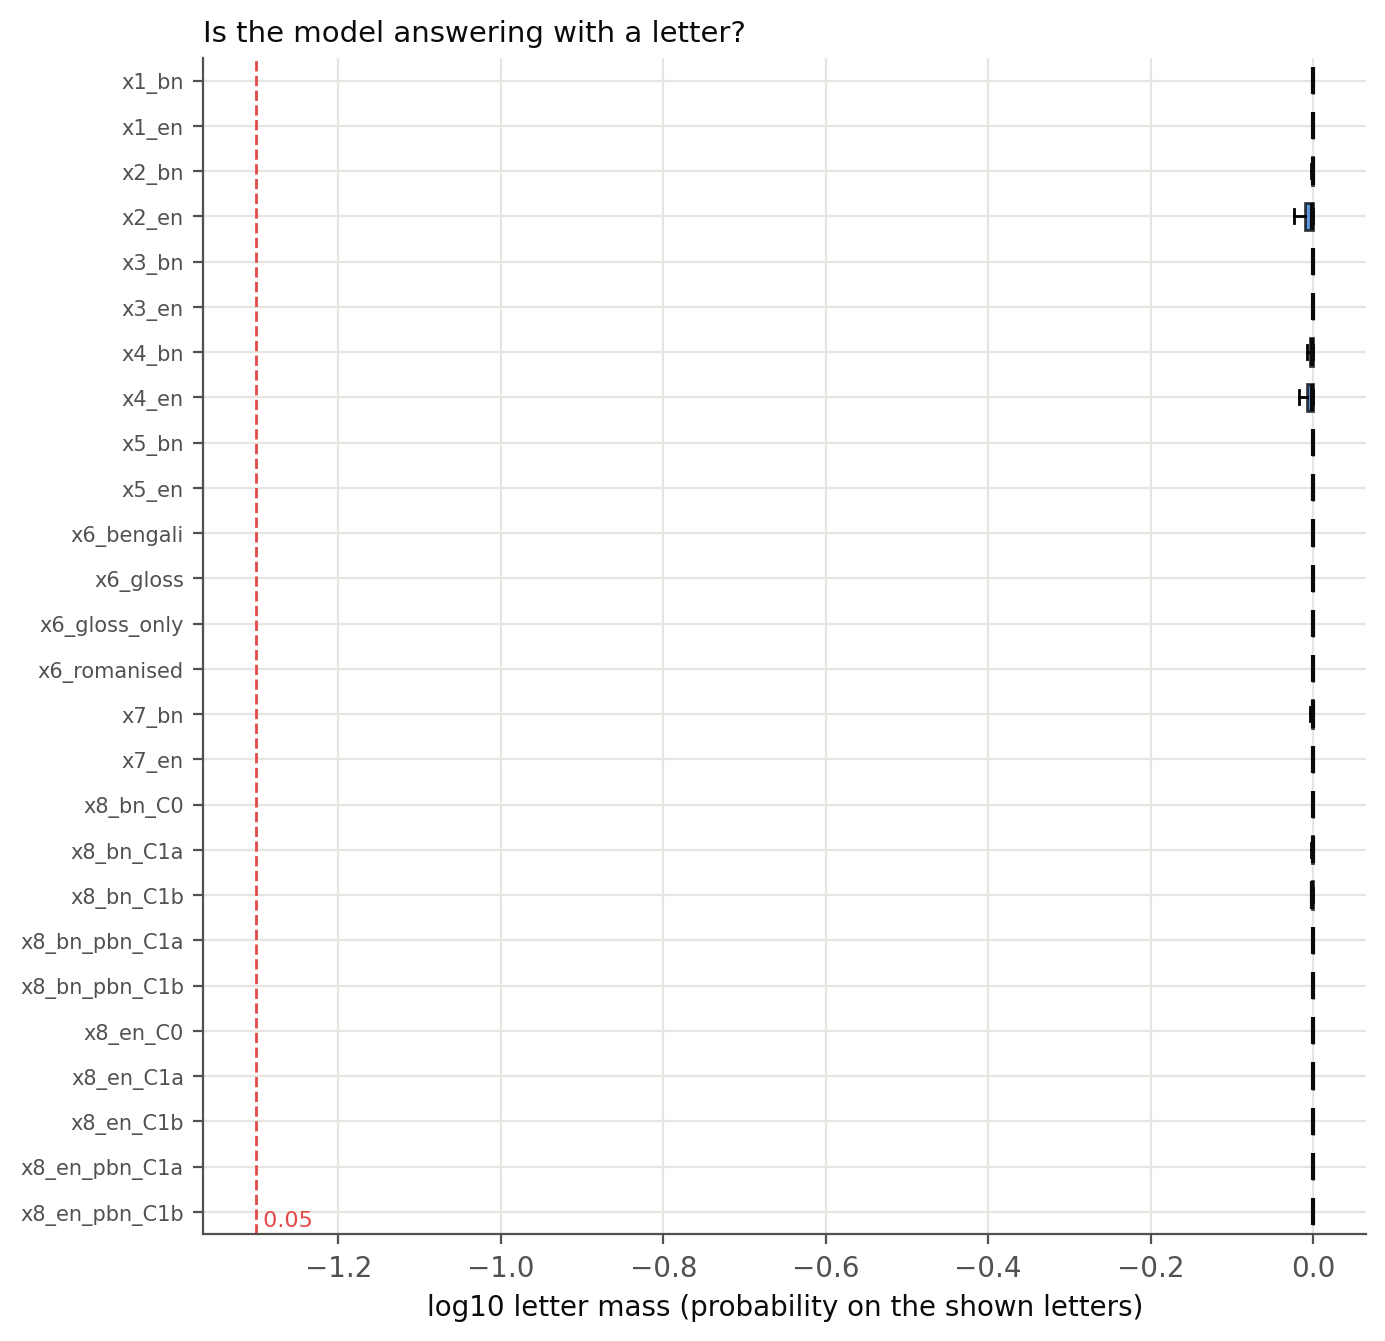 Is the model answering with a letter?
x1_bn
x1_en
x2_bn
x2_en
x3_bn
x3_en
x4_bn
x4_en
x5_bn
x5_en
x6_bengali
x6_gloss
x6_gloss_only
x6_romanised
x7_bn
x7_en
x8_bn_C0
x8_bn_C1a
x8_bn_C1b
x8_bn_pbn_C1a
x8_bn_pbn_C1b
x8_en_C0
x8_en_C1a
x8_en_C1b
x8_en_pbn_C1a
x8_en_pbn_C1b
0.05
−1.2 −1.0 −0.8 −0.6 −0.4 −0.2 0.0
log10 letter mass (probability on the shown letters)